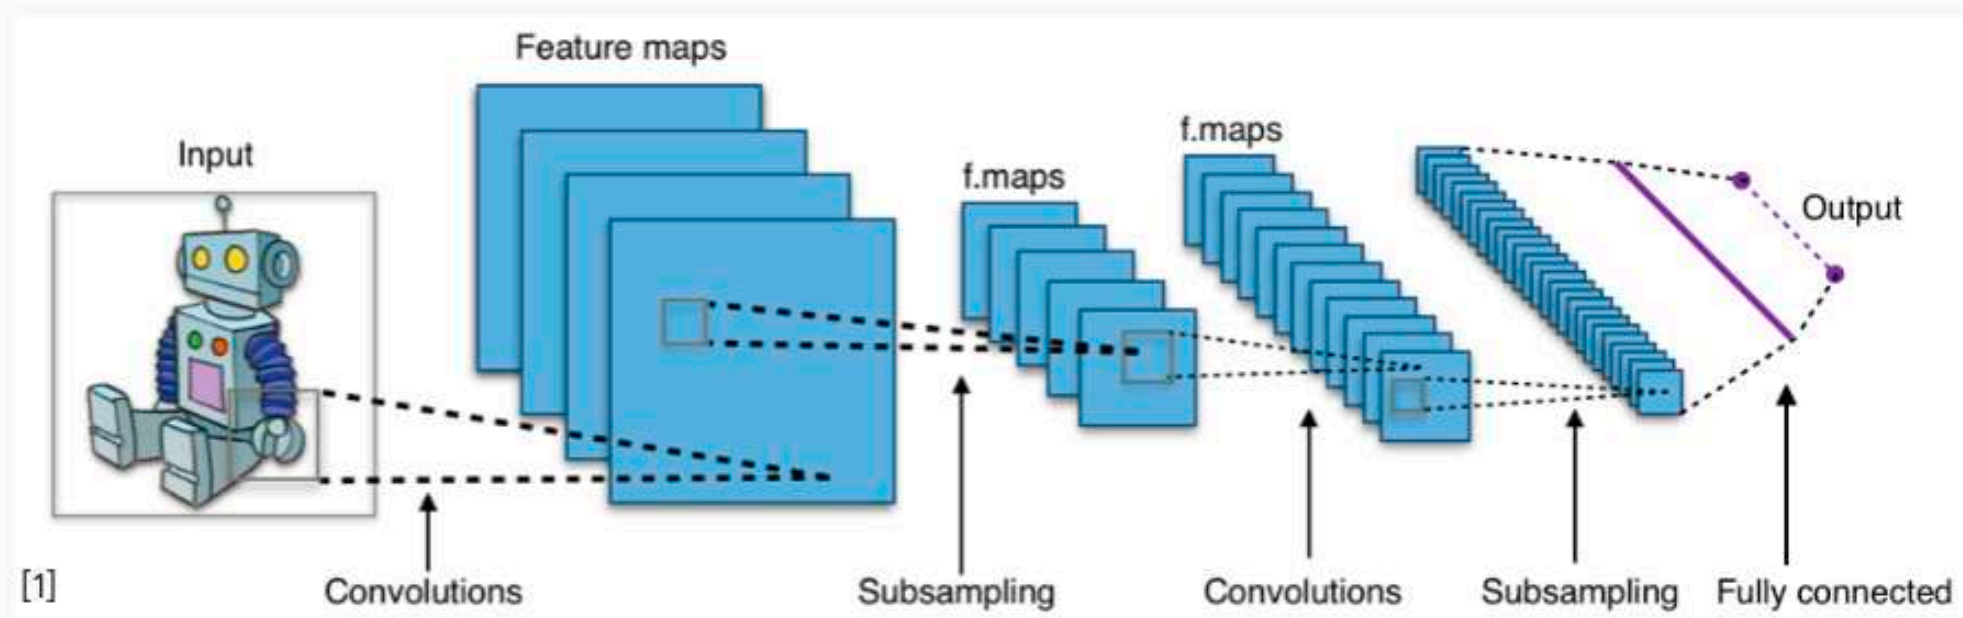 Feature maps
Input
f.maps
f.maps
Output
[1]
Convolutions
Subsampling
Convolutions
Subsampling
Fully connected